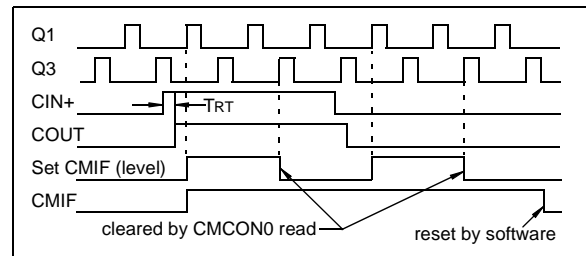 Q1
Q3
CIN+
TRT
COUT
Set CMIF (level)
CMIF
cleared by CMCON0 read
reset by software